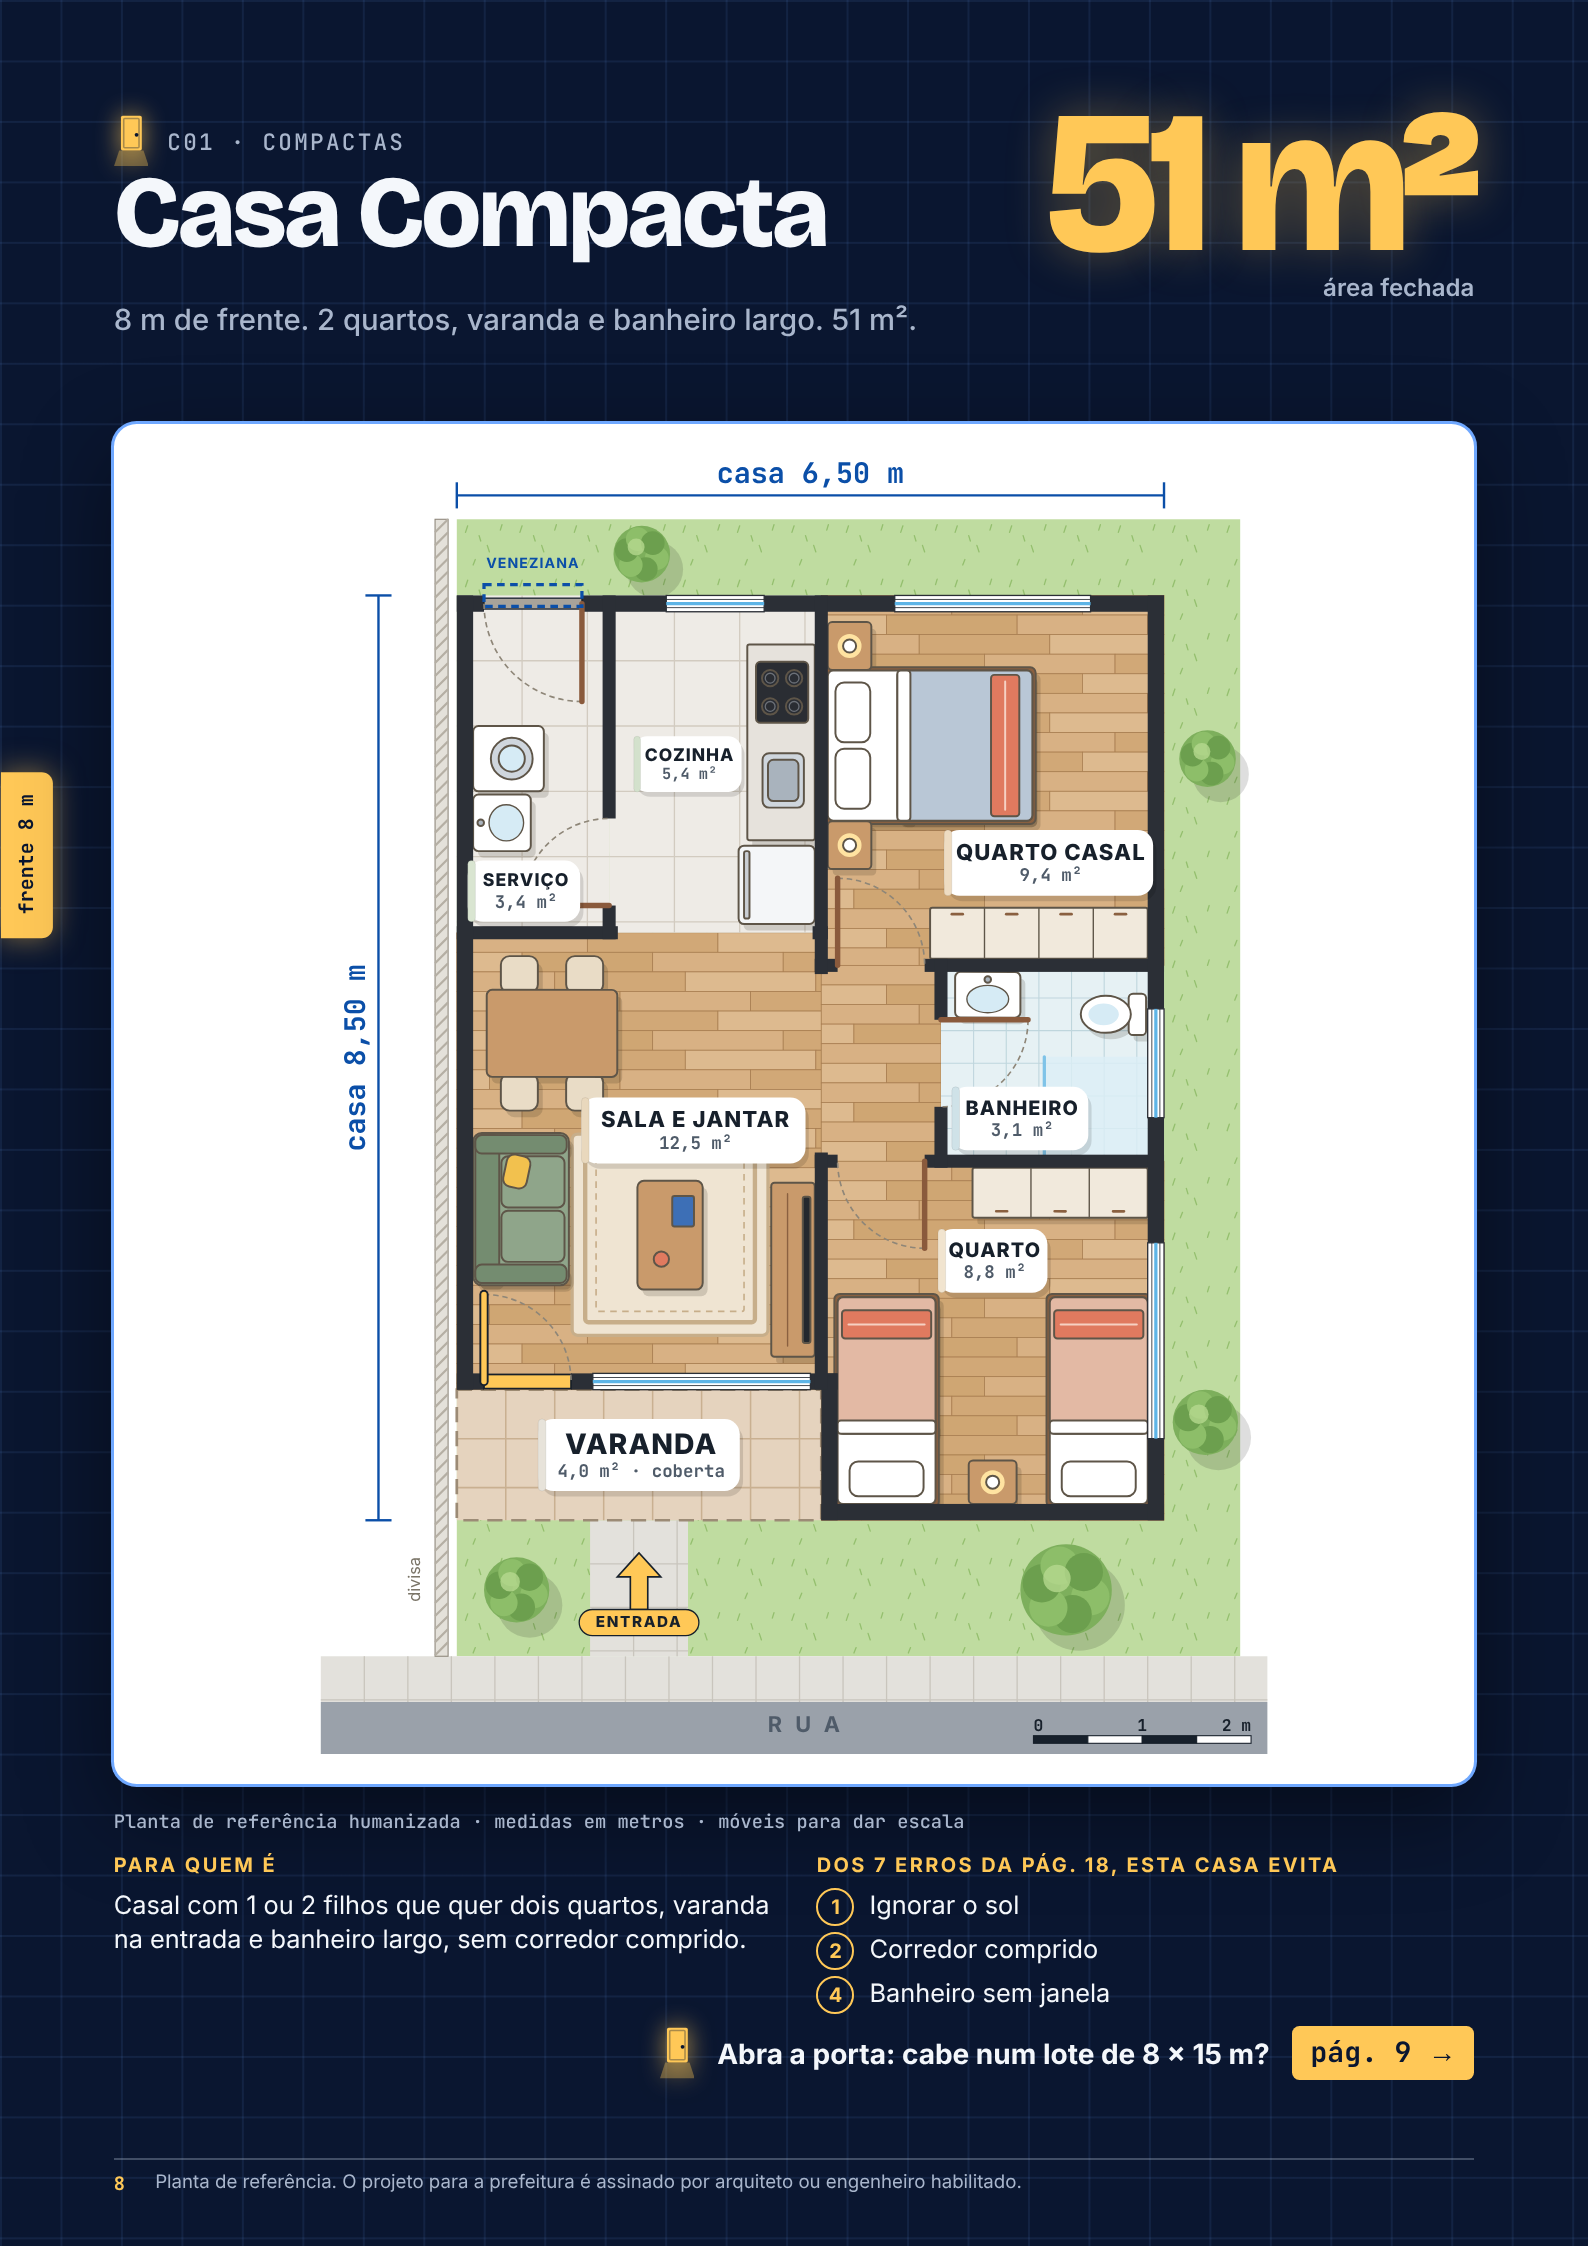 C01 · COMPACTAS
Casa Compacta
51 m²
área fechada
8 m de frente. 2 quartos, varanda e banheiro largo. 51 m².
frente 8 m
casa 6,50 m
casa 8,50 m
VENEZIANA
COZINHA
5,4 m²
QUARTO CASAL
9,4 m²
SERVIÇO
3,4 m²
SALA E JANTAR
12,5 m²
BANHEIRO
3,1 m²
QUARTO
8,8 m²
VARANDA
4,0 m² · coberta
divisa
ENTRADA
RUA
0 1 2 m
Planta de referência humanizada · medidas em metros · móveis para dar escala
PARA QUEM É
Casal com 1 ou 2 filhos que quer dois quartos, varanda
na entrada e banheiro largo, sem corredor comprido.
DOS 7 ERROS DA PÁG. 18, ESTA CASA EVITA
1 Ignorar o sol
2 Corredor comprido
4 Banheiro sem janela
Abra a porta: cabe num lote de 8 × 15 m?
pág. 9 →
8 Planta de referência. O projeto para a prefeitura é assinado por arquiteto ou engenheiro habilitado.